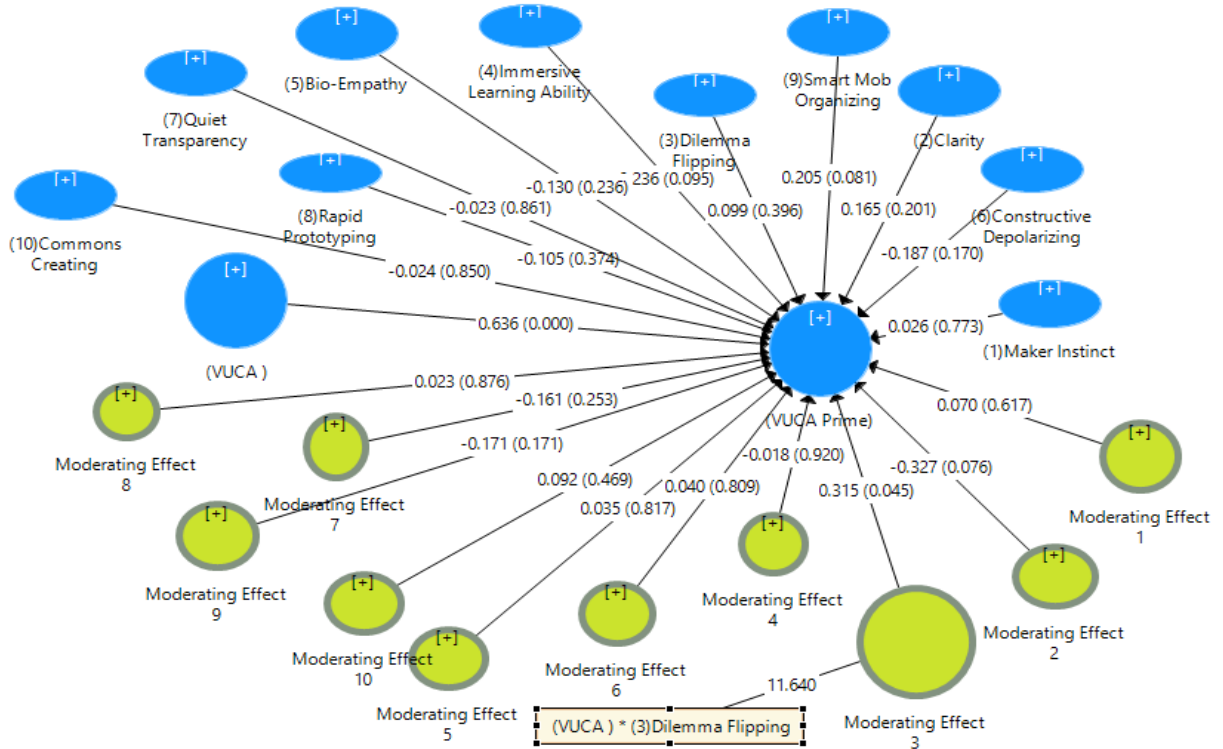 [+]
(5)Bio-Empathy
[+]
(4)Immersive
Learning Ability
[+]
(9)Smart Mob
Organizing
[+]
(7)Quiet
Transparency
[+]
(3)Dilemma
Flipping
[+]
(2)Clarity
[+]
(8)Rapid
Prototyping
[+]
(6)Constructive
Depolarizing
[+]
(10)Commons
Creating
[+]
(VUCA )
[+]
(VUCA Prime)
[+]
(1)Maker Instinct
-0.130 (0.236)
236 (0.095)
0.205 (0.081)
-0.023 (0.861)
0.099 (0.396)
0.165 (0.201)
-0.105 (0.374)
-0.187 (0.170)
-0.024 (0.850)
0.636 (0.000)
0.026 (0.773)
0.023 (0.876)
-0.161 (0.253)
-0.171 (0.171)
0.092 (0.469)
0.035 (0.817)
0.040 (0.809)
-0.018 (0.920)
0.315 (0.045)
-0.327 (0.076)
0.070 (0.617)
[+]
Moderating Effect
8
[+]
Moderating Effect
7
[+]
Moderating Effect
9
[+]
Moderating Effect
10
[+]
Moderating Effect
5
[+]
Moderating Effect
6
[+]
Moderating Effect
4
[+]
Moderating Effect
3
[+]
Moderating Effect
2
[+]
Moderating Effect
1
11.640
(VUCA ) * (3)Dilemma Flipping